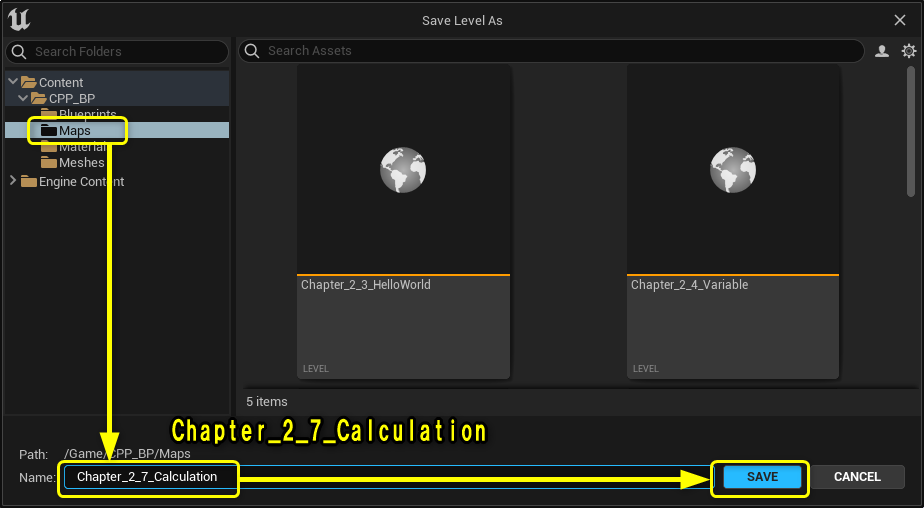 Save Level As
Search Folders
Search Assets
Content
CPP_BP
Blueprints
Maps
Materials
Meshes
Engine Content
Chapter_2_3_HelloWorld
LEVEL
Chapter_2_4_Variable
LEVEL
5 items
Chapter_2_7_Calculation
Path: /Game/CPP_BP/Maps
Name: Chapter_2_7_Calculation
SAVE
CANCEL